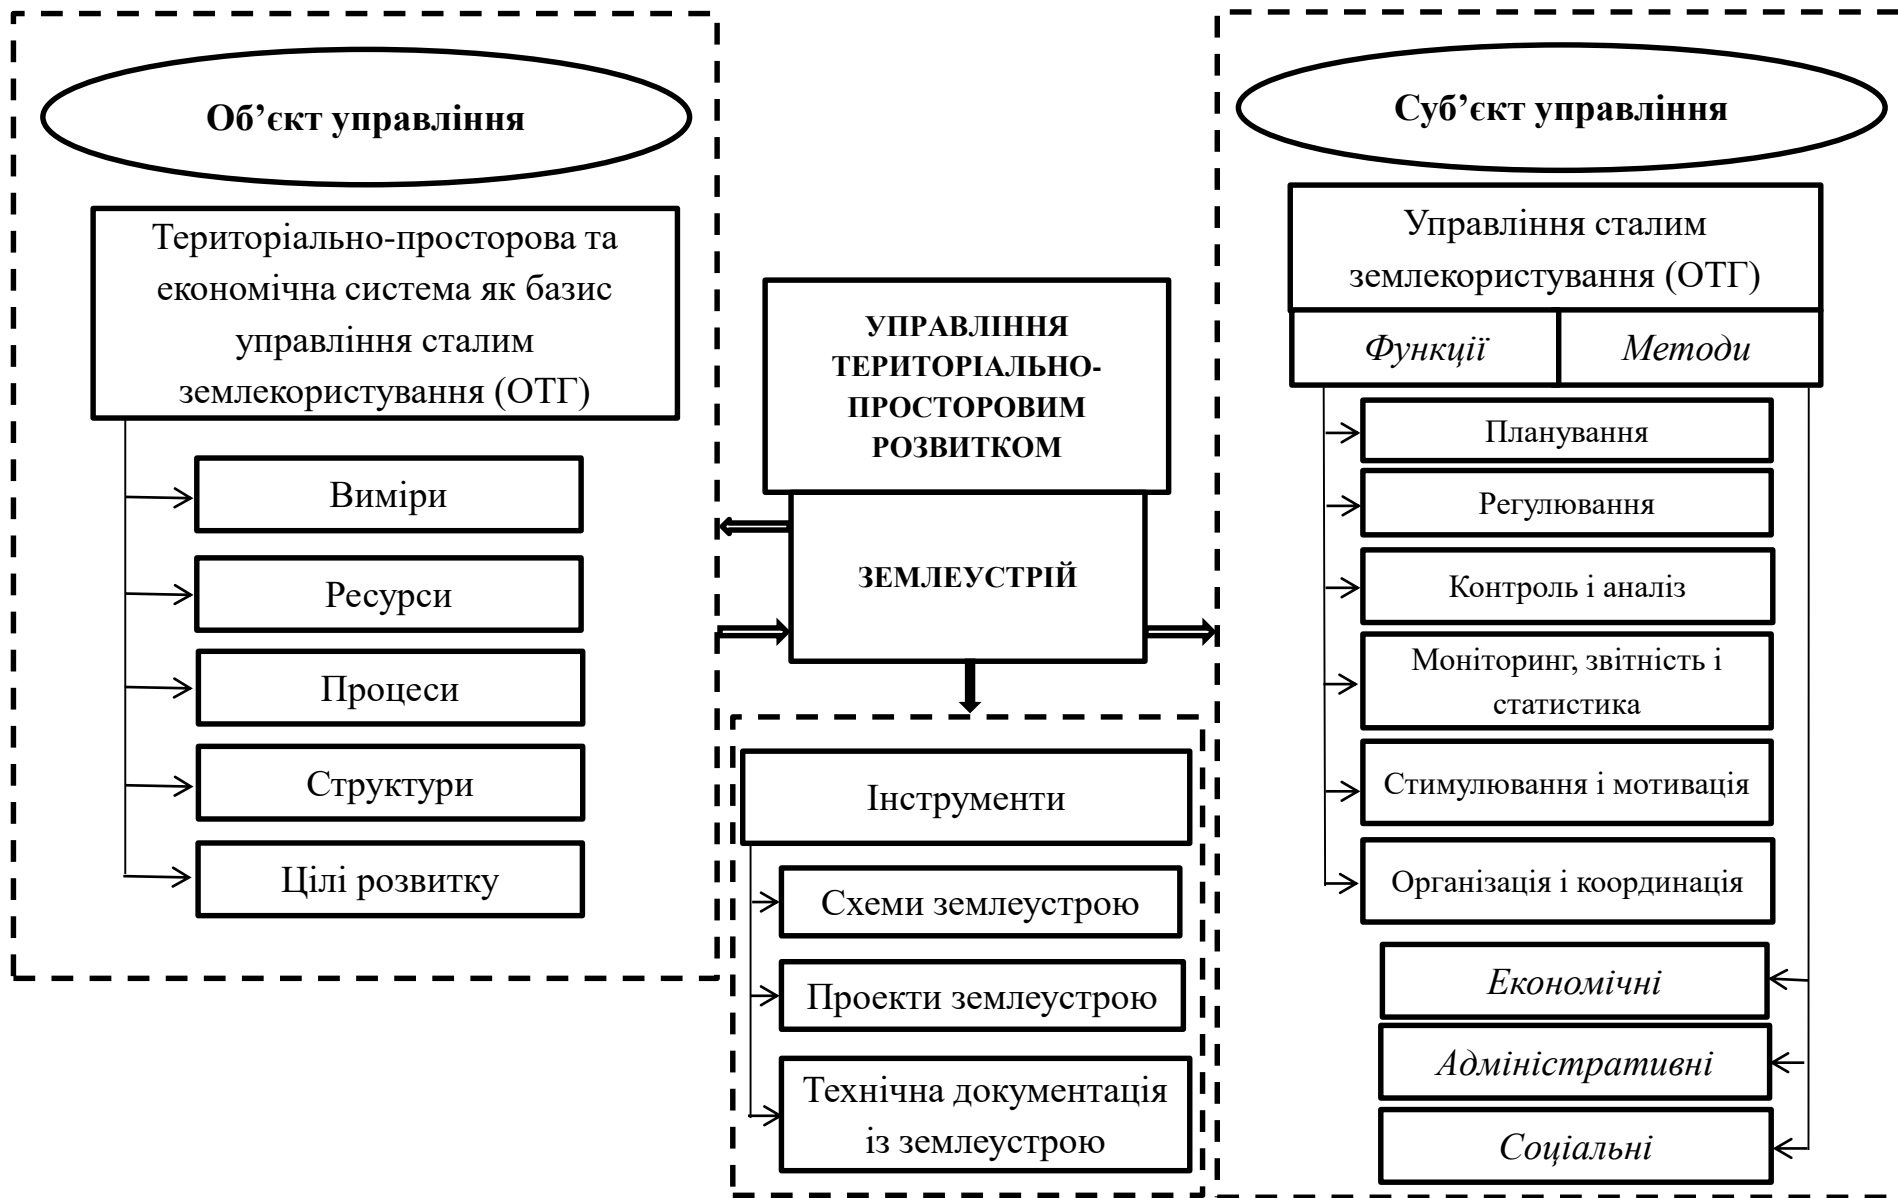 Об’єкт управління
Територіально-просторова та
економічна система як базис
управління сталим
землекористування (ОТГ)
Виміри
Ресурси
Процеси
Структури
Цілі розвитку
УПРАВЛІННЯ
ТЕРИТОРІАЛЬНО-
ПРОСТОРОВИМ
РОЗВИТКОМ
ЗЕМЛЕУСТРІЙ
Інструменти
Схеми землеустрою
Проекти землеустрою
Технічна документація
із землеустрою
Суб’єкт управління
Управління сталим
землекористування (ОТГ)
Функції
Методи
Планування
Регулювання
Контроль і аналіз
Моніторинг, звітність і
статистика
Стимулювання і мотивація
Організація і координація
Економічні
Адміністративні
Соціальні